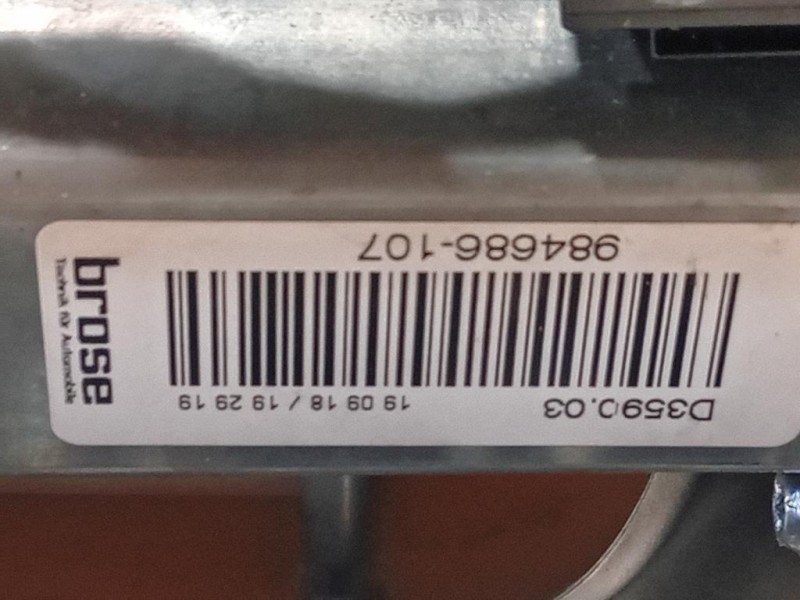 D3590.03
19 09 18 / 19 29 19
984686-107
brose
Technik für Automobile